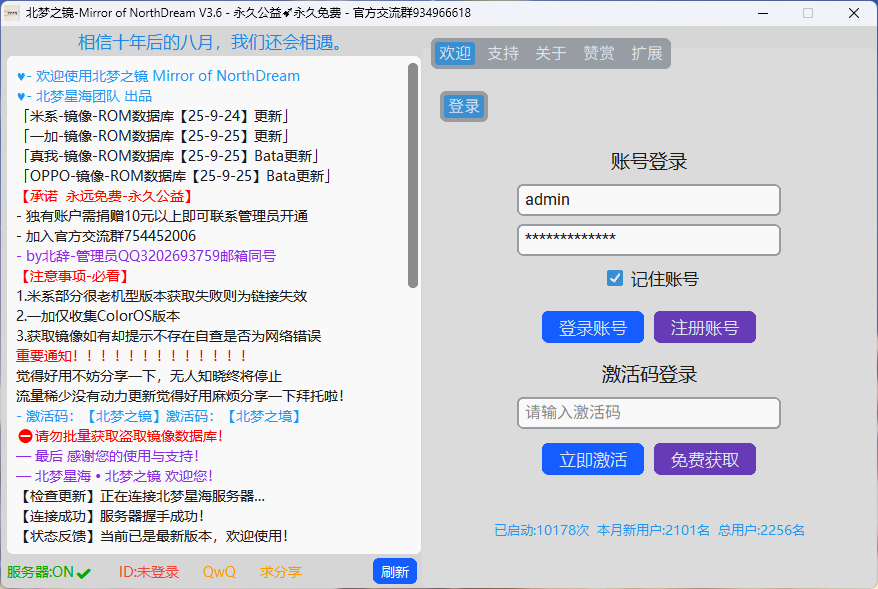 北梦之镜-Mirror of NorthDream V3.6 - 永久公益💕永久免费 - 官方交流群934966618
相信十年后的八月，我们还会相遇。
♥- 欢迎使用北梦之镜 Mirror of NorthDream
♥- 北梦星海团队 出品
「米系-镜像-ROM数据库【25-9-24】更新」
「一加-镜像-ROM数据库【25-9-25】更新」
「真我-镜像-ROM数据库【25-9-25】Bata更新」
「OPPO-镜像-ROM数据库【25-9-25】Bata更新」
【承诺 永远免费-永久公益】
- 独有账户需捐赠10元以上即可联系管理员开通
- 加入官方交流群754452006
- by北辞-管理员QQ3202693759邮箱同号
【注意事项-必看】
1.米系部分很老机型版本获取失败则为链接失效
2.一加仅收集ColorOS版本
3.获取镜像如有却提示不存在自查是否为网络错误
重要通知！！！！！！！！！！！！！
觉得好用不妨分享一下，无人知晓终将停止
流量稀少没有动力更新觉得好用麻烦分享一下拜托啦！
- 激活码：【北梦之镜】激活码：【北梦之境】
⛔请勿批量获取盗取镜像数据库！
— 最后 感谢您的使用与支持！
— 北梦星海 • 北梦之镜 欢迎您！
【检查更新】正在连接北梦星海服务器...
【连接成功】服务器握手成功！
【状态反馈】当前已是最新版本，欢迎使用！
服务器:ON✔ ID:未登录 QwQ 求分享 刷新
欢迎 支持 关于 赞赏 扩展
登录
账号登录
admin
*************
记住账号
登录账号 注册账号
激活码登录
请输入激活码
立即激活 免费获取
已启动:10178次 本月新用户:2101名 总用户:2256名